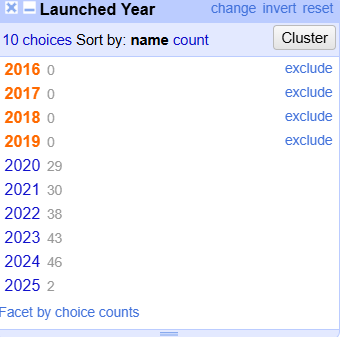 Launched Year change invert reset
10 choices Sort by: name count Cluster
2016 0 exclude
2017 0 exclude
2018 0 exclude
2019 0 exclude
2020 29
2021 30
2022 38
2023 43
2024 46
2025 2
Facet by choice counts